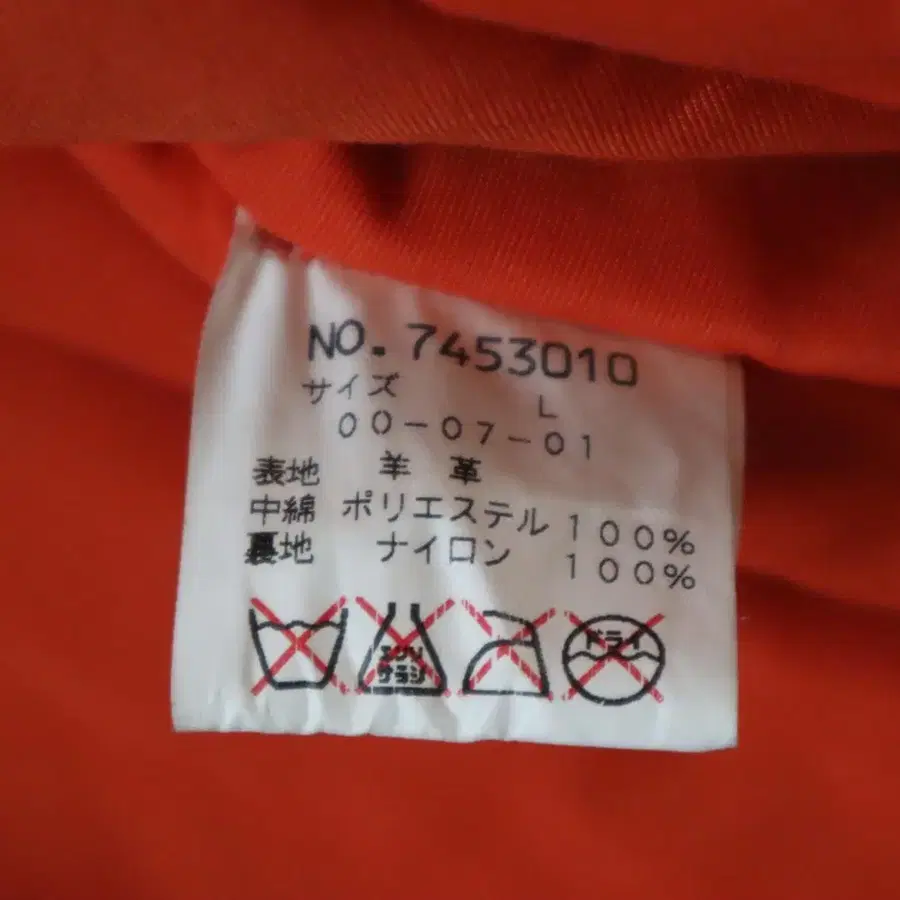 NO. 7453010
サイズ L
00-07-01
表地 羊 革
中綿 ポリエステル 100%
裏地 ナイロン 100%
エンソ サラシ ドライ